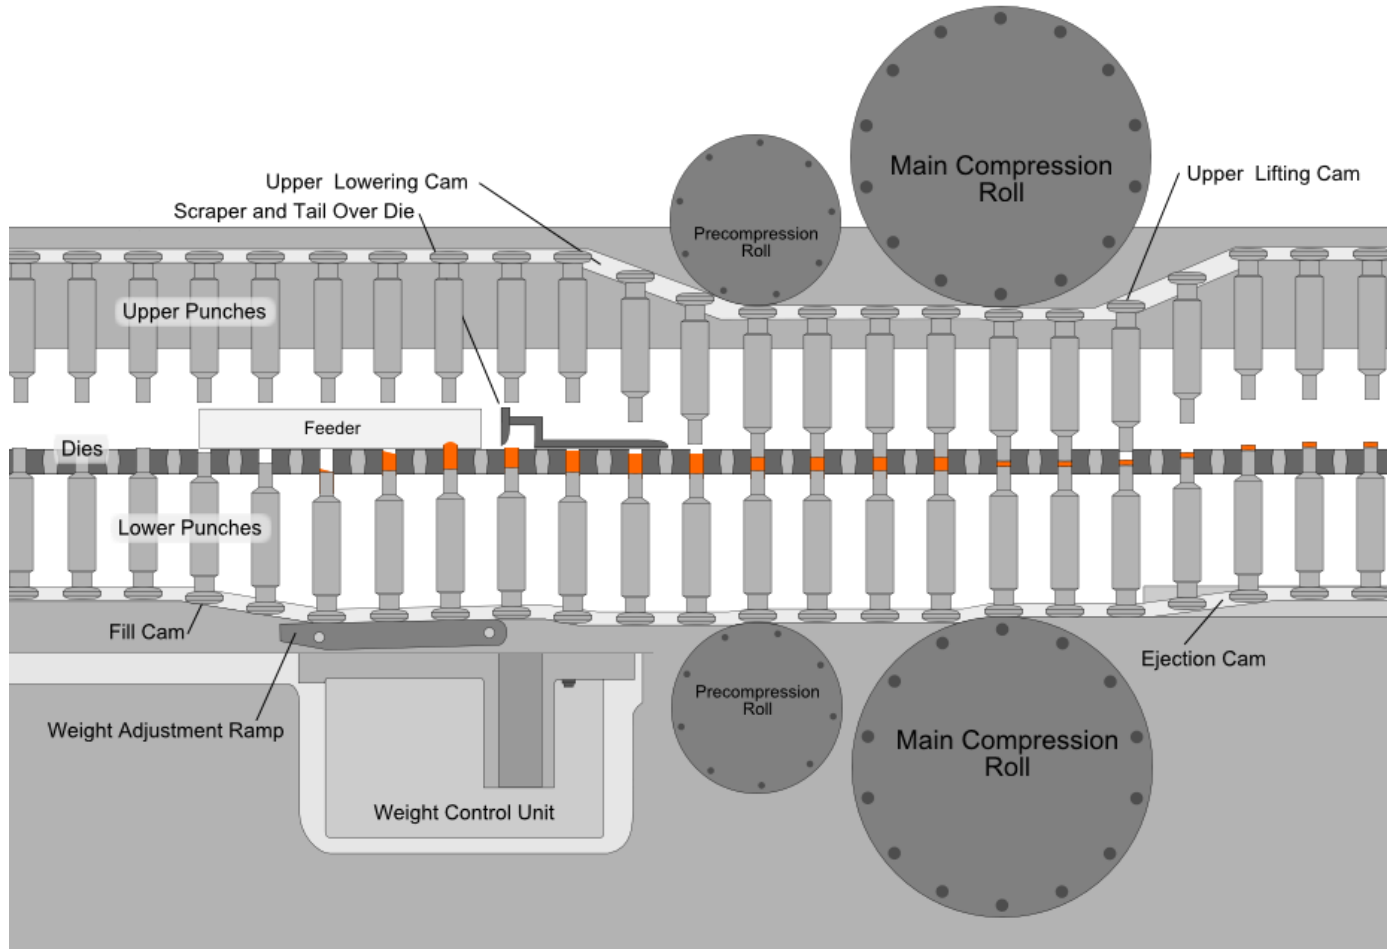 Main Compression
Roll
Upper Lowering Cam
Scraper and Tail Over Die
Upper Lifting Cam
Precompression
Roll
Upper Punches
Feeder
Dies
Lower Punches
Fill Cam
Ejection Cam
Weight Adjustment Ramp
Precompression
Roll
Main Compression
Roll
Weight Control Unit